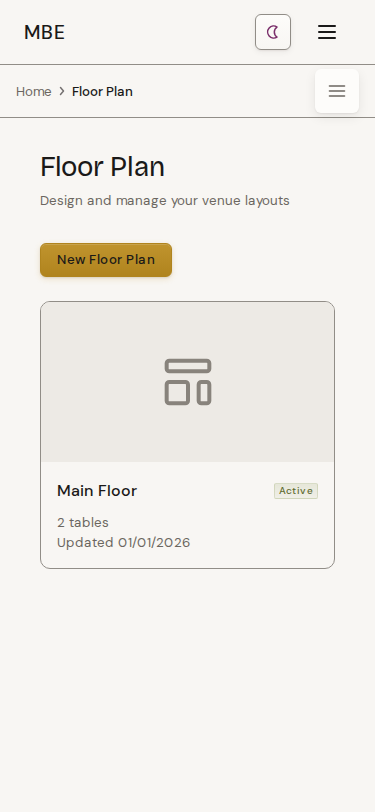 MBE
Home > Floor Plan
Floor Plan
Design and manage your venue layouts
New Floor Plan
Main Floor
Active
2 tables
Updated 01/01/2026